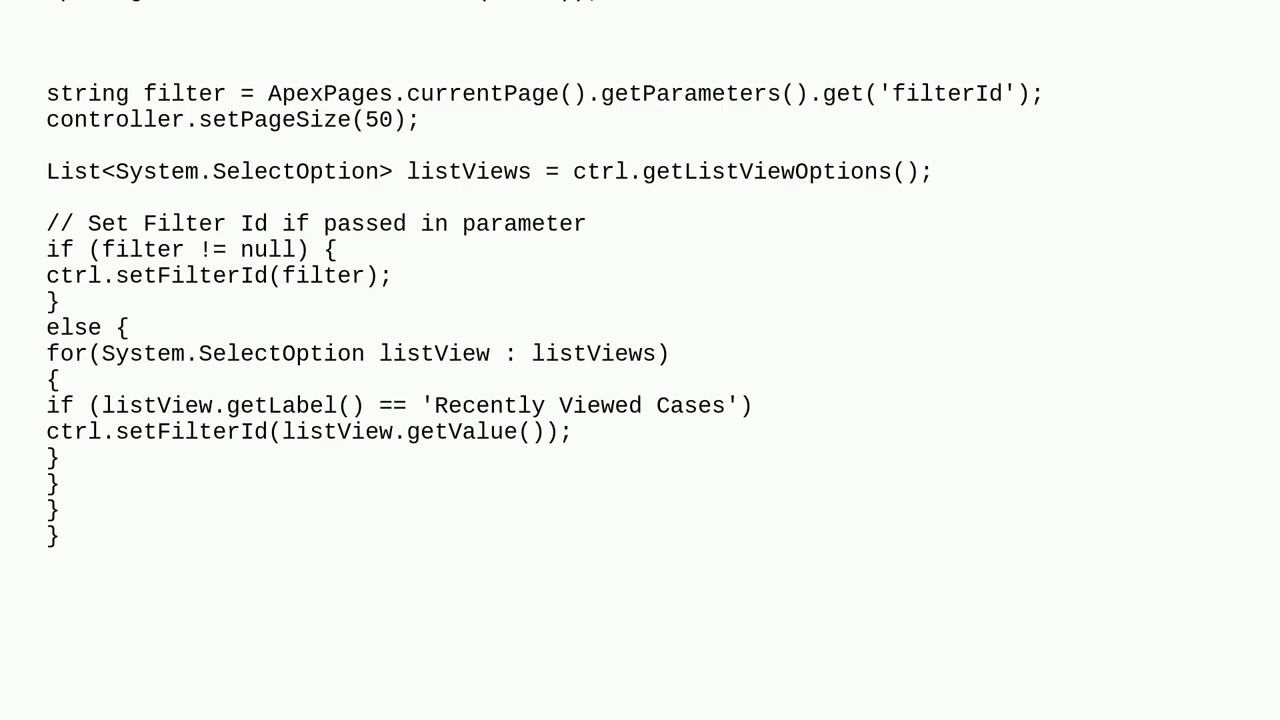 string filter = ApexPages.currentPage().getParameters().get('filterId');
controller.setPageSize(50);
List<System.SelectOption> listViews = ctrl.getListViewOptions();
// Set Filter Id if passed in parameter
if (filter != null) {
ctrl.setFilterId(filter);
}
else {
for(System.SelectOption listView : listViews)
{
if (listView.getLabel() == 'Recently Viewed Cases')
ctrl.setFilterId(listView.getValue());
}
}
}
}